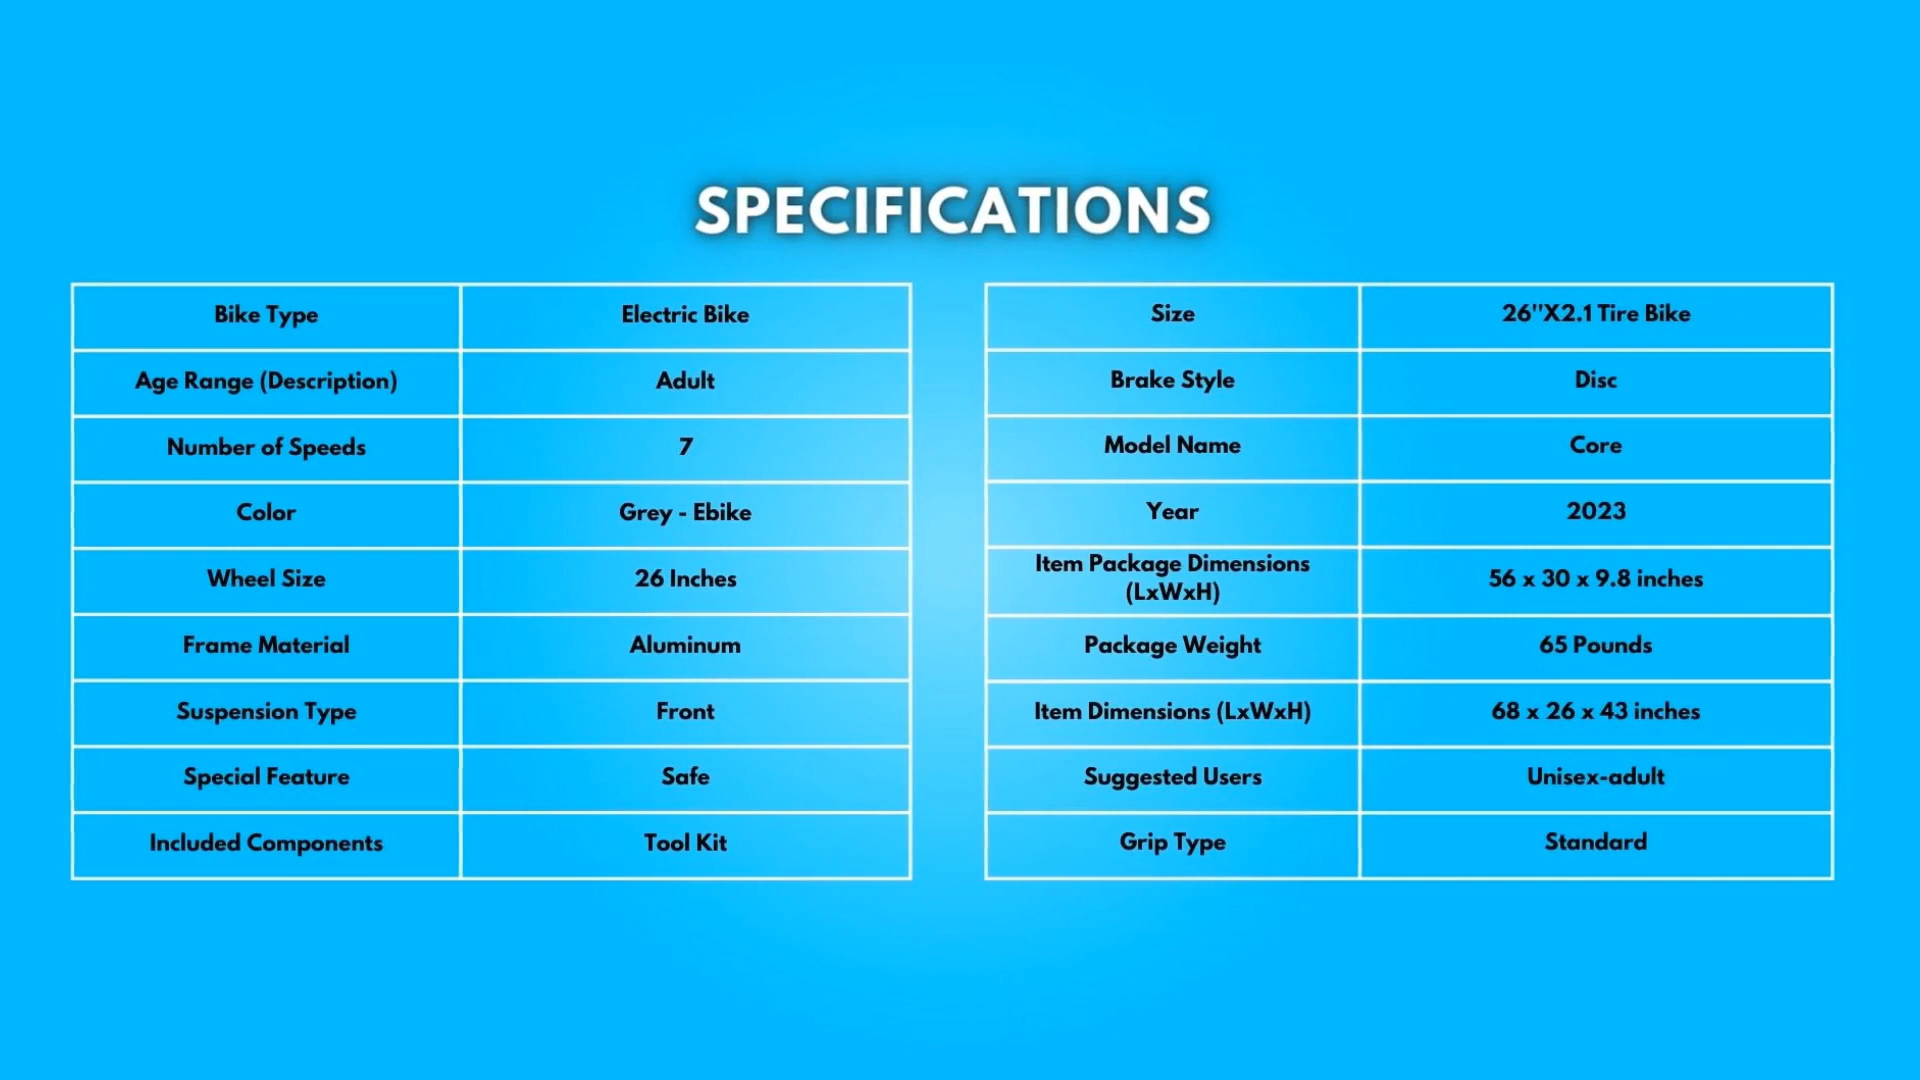 SPECIFICATIONS
Bike Type Electric Bike
Age Range (Description) Adult
Number of Speeds 7
Color Grey - Ebike
Wheel Size 26 Inches
Frame Material Aluminum
Suspension Type Front
Special Feature Safe
Included Components Tool Kit
Size 26"X2.1 Tire Bike
Brake Style Disc
Model Name Core
Year 2023
Item Package Dimensions
(LxWxH) 56 x 30 x 9.8 inches
Package Weight 65 Pounds
Item Dimensions (LxWxH) 68 x 26 x 43 inches
Suggested Users Unisex-adult
Grip Type Standard